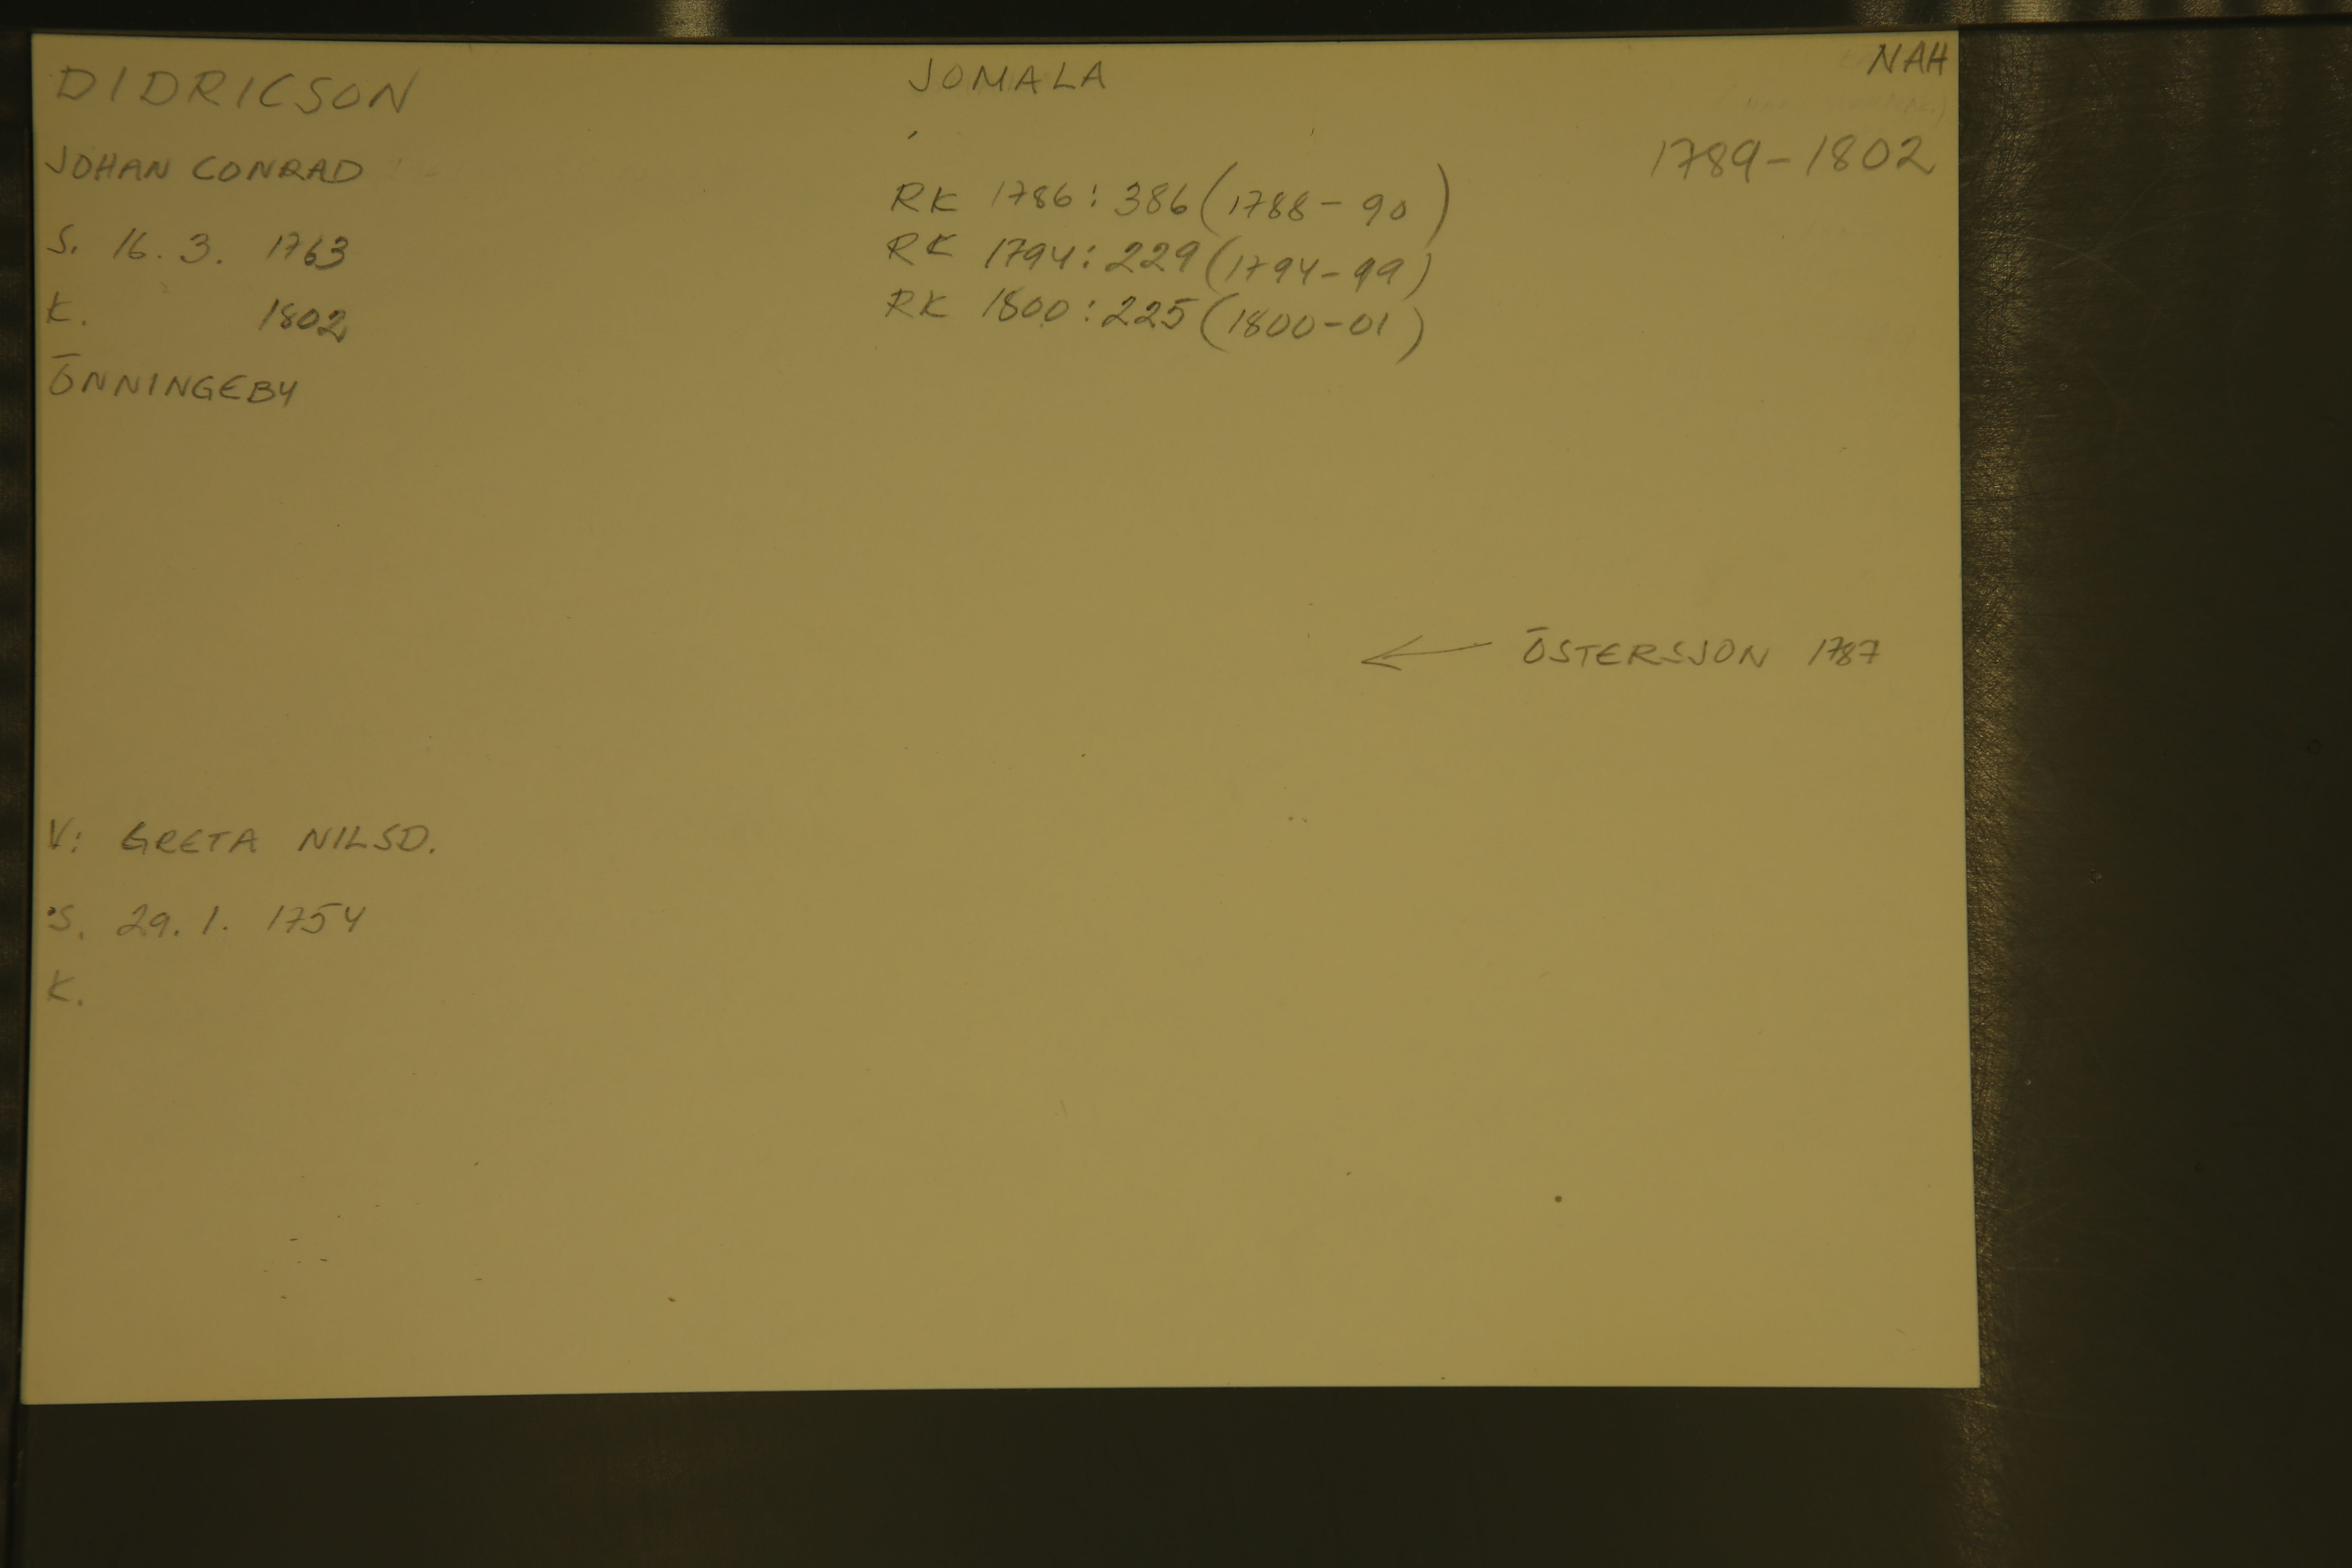 DIDRICSON
JOMALA
NAH
1789-1802
JOHAN CONRAD
S. 16. 3. 1763
K. 1802
ÖNNINGEBY
RK 1786: 386 (1788-90)
RK 1794: 229 (1794-99)
RK 1800: 225 (1800-01)
← ÖSTERSJÖN 1787
V: GRETA NILSD.
S. 29. 1. 1754
K.